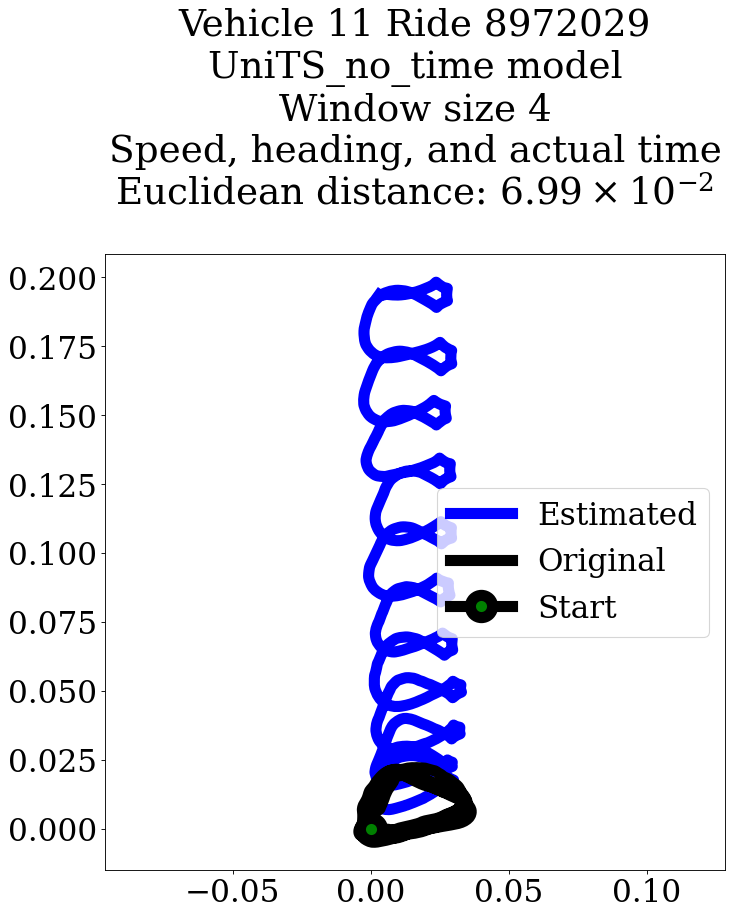 Vehicle 11 Ride 8972029
UniTS_no_time model
Window size 4
Speed, heading, and actual time
Euclidean distance: 6.99 × 10⁻²
0.200
0.175
0.150
0.125
0.100
0.075
0.050
0.025
0.000
Estimated
Original
Start
−0.05 0.00 0.05 0.10